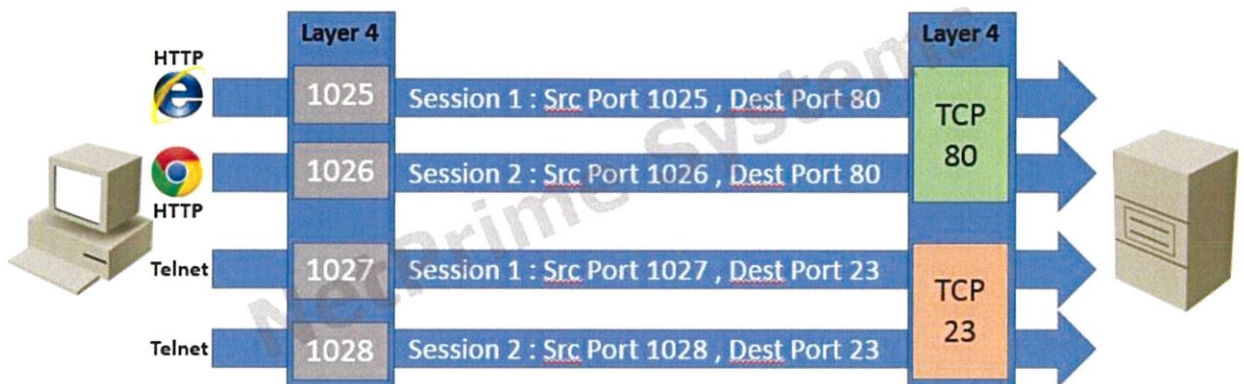 Layer 4
Layer 4
HTTP
1025
Session 1 : Src Port 1025 , Dest Port 80
TCP
80
1026
Session 2 : Src Port 1026 , Dest Port 80
HTTP
Telnet
1027
Session 1 : Src Port 1027 , Dest Port 23
TCP
23
Telnet
1028
Session 2 : Src Port 1028 , Dest Port 23
NetPrime Systems